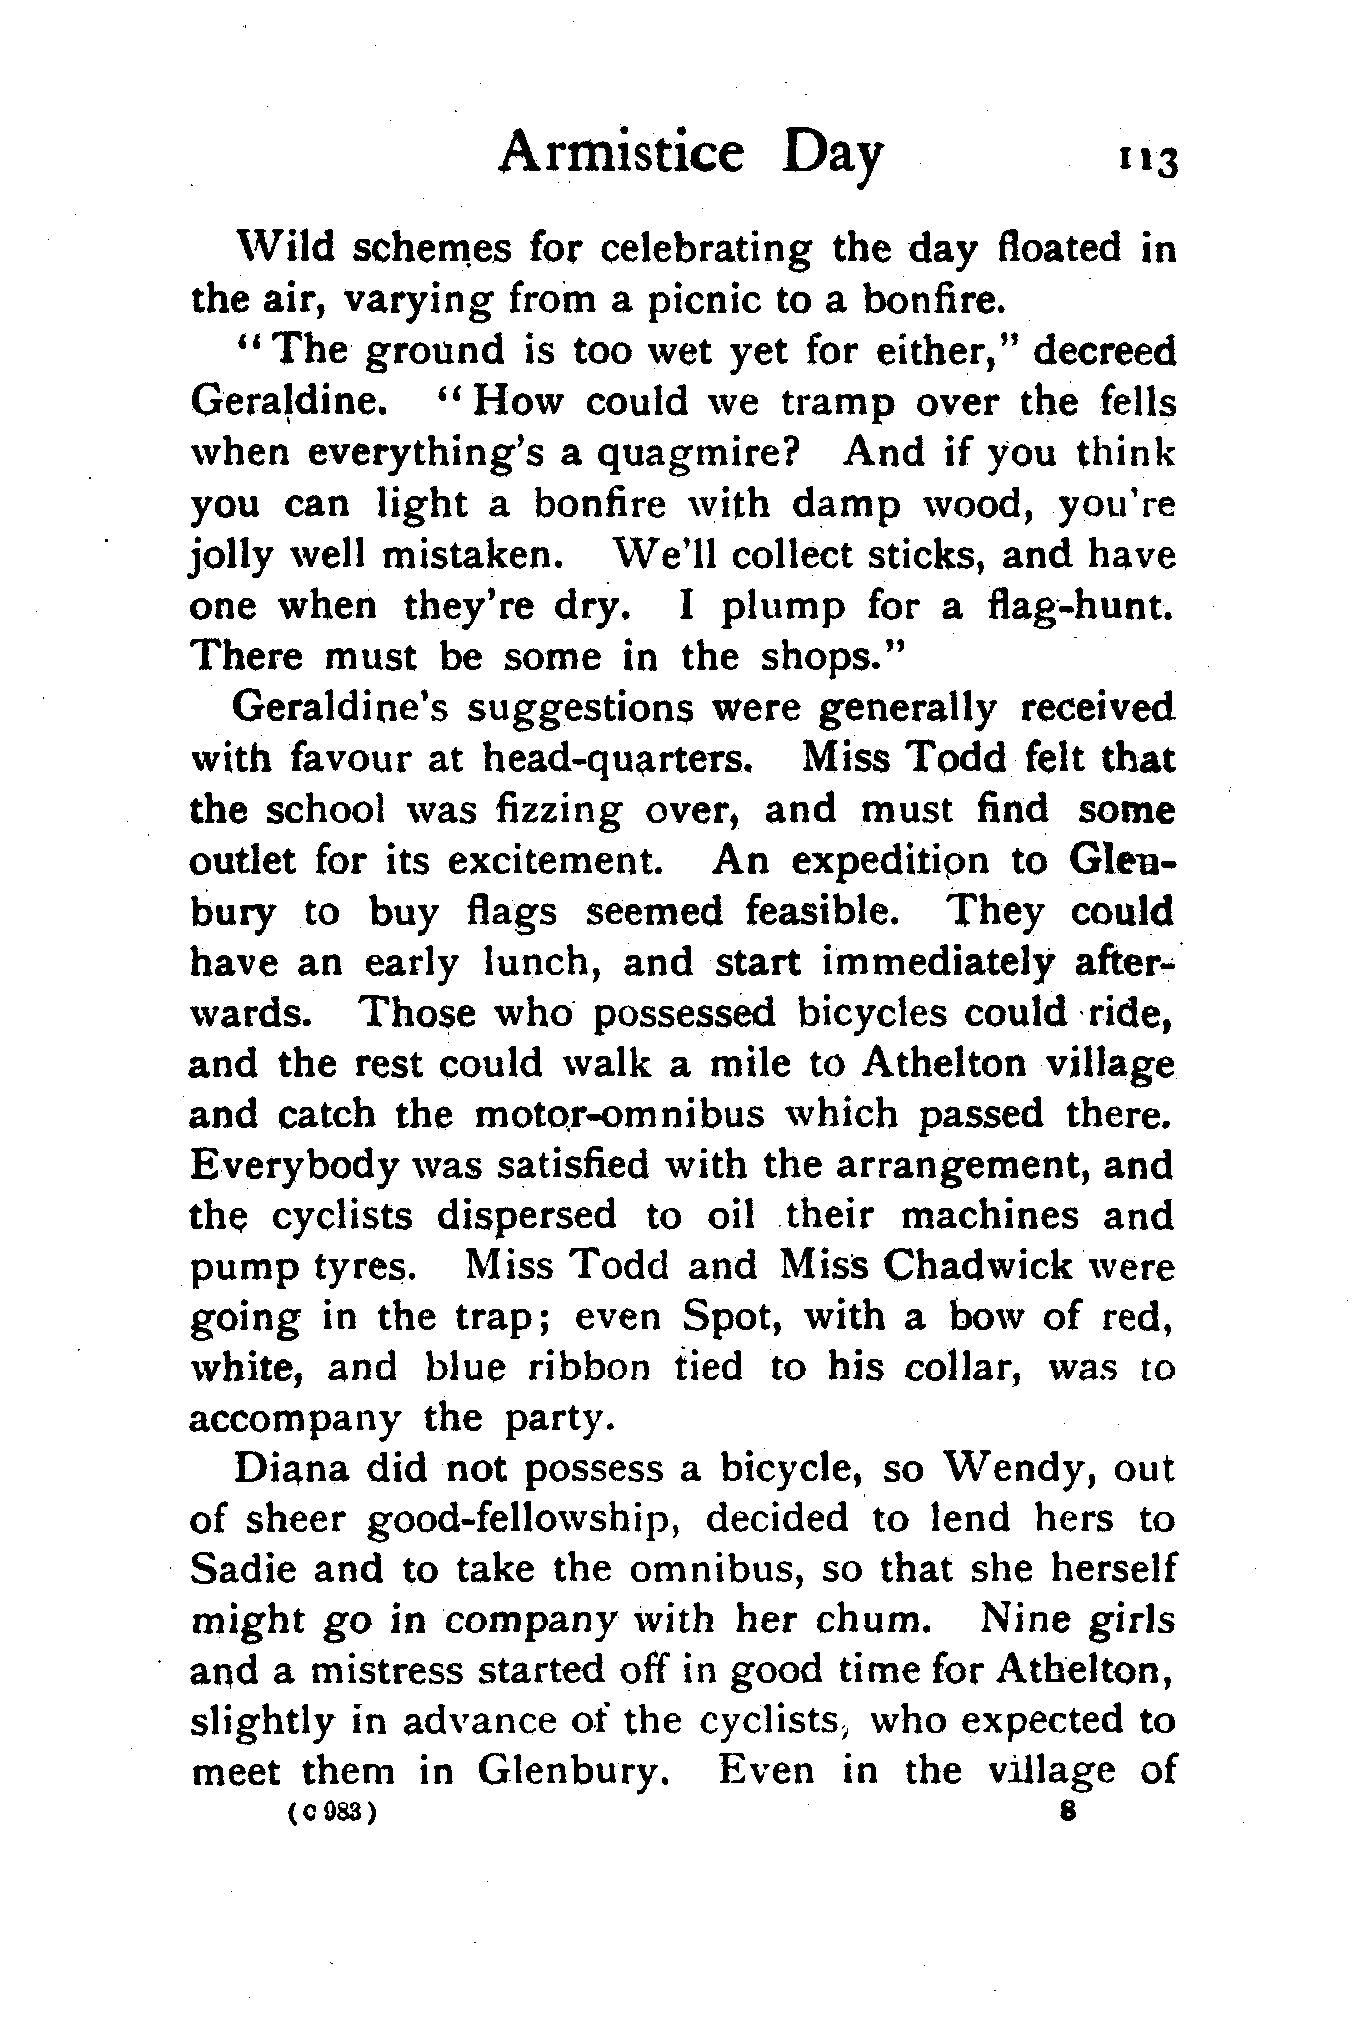 Armistice Day 113
Wild schemes for celebrating the day floated in
the air, varying from a picnic to a bonfire.
"The ground is too wet yet for either," decreed
Geraldine. "How could we tramp over the fells
when everything's a quagmire? And if you think
you can light a bonfire with damp wood, you're
jolly well mistaken. We'll collect sticks, and have
one when they're dry. I plump for a flag-hunt.
There must be some in the shops."
Geraldine's suggestions were generally received
with favour at head-quarters. Miss Todd felt that
the school was fizzing over, and must find some
outlet for its excitement. An expedition to Glen-
bury to buy flags seemed feasible. They could
have an early lunch, and start immediately after-
wards. Those who possessed bicycles could ride,
and the rest could walk a mile to Athelton village
and catch the motor-omnibus which passed there.
Everybody was satisfied with the arrangement, and
the cyclists dispersed to oil their machines and
pump tyres. Miss Todd and Miss Chadwick were
going in the trap; even Spot, with a bow of red,
white, and blue ribbon tied to his collar, was to
accompany the party.
Diana did not possess a bicycle, so Wendy, out
of sheer good-fellowship, decided to lend hers to
Sadie and to take the omnibus, so that she herself
might go in company with her chum. Nine girls
and a mistress started off in good time for Athelton,
slightly in advance of the cyclists, who expected to
meet them in Glenbury. Even in the village of
(C 983) 8